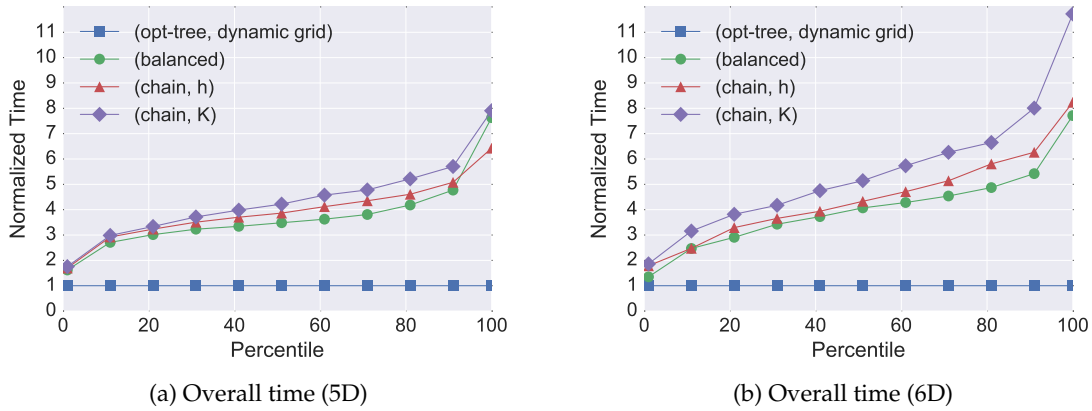 11
10
9
8
7
6
5
4
3
2
1
0
Normalized Time
(opt-tree, dynamic grid)
(balanced)
(chain, h)
(chain, K)
0 20 40 60 80 100
Percentile
(a) Overall time (5D)
11
10
9
8
7
6
5
4
3
2
1
0
Normalized Time
(opt-tree, dynamic grid)
(balanced)
(chain, h)
(chain, K)
0 20 40 60 80 100
Percentile
(b) Overall time (6D)